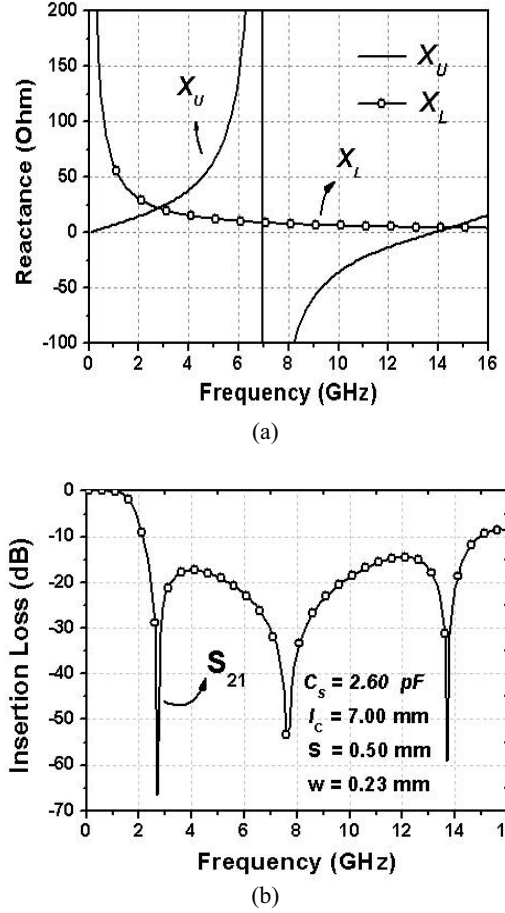 200
150
100
50
0
-50
-100
Reactance (Ohm)
X_U
X_L
X_U
X_L
0 2 4 6 8 10 12 14 16
Frequency (GHz)
(a)
0
-10
-20
-30
-40
-50
-60
-70
Insertion Loss (dB)
S_21
C_s = 2.60 pF
l_C = 7.00 mm
S = 0.50 mm
w = 0.23 mm
0 2 4 6 8 10 12 14 16
Frequency (GHz)
(b)